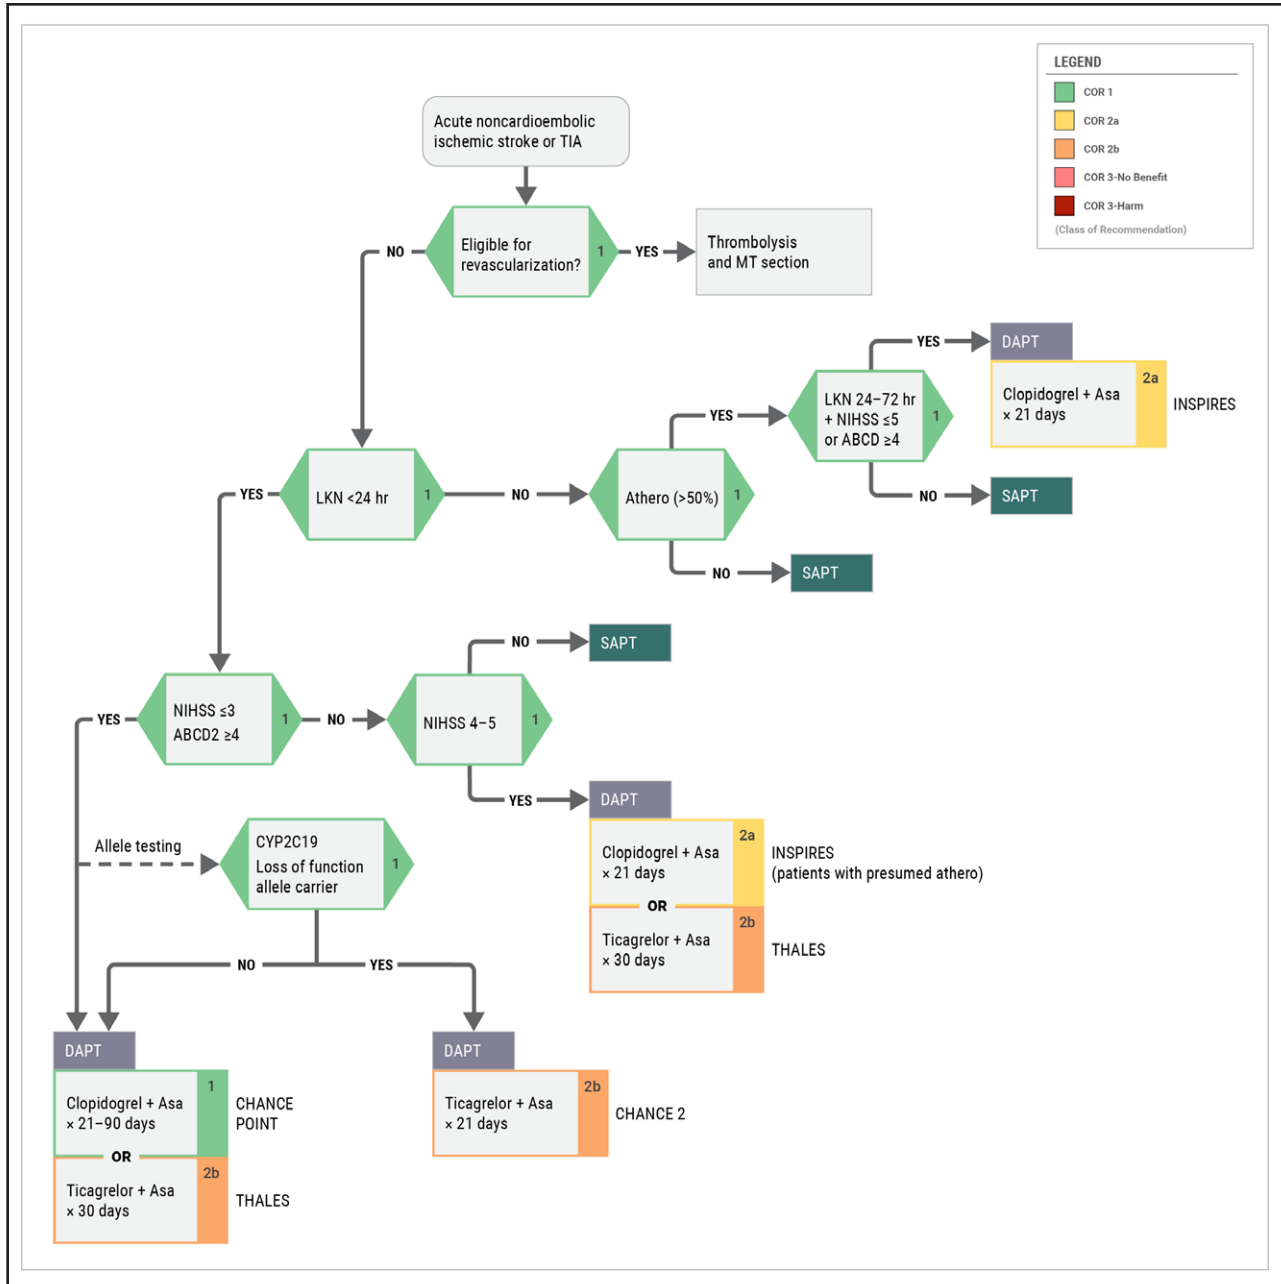 LEGEND
COR 1
COR 2a
COR 2b
COR 3-No Benefit
COR 3-Harm
(Class of Recommendation)
Acute noncardioembolic
ischemic stroke or TIA
Eligible for
revascularization?
1
NO
YES
Thrombolysis
and MT section
LKN <24 hr
1
YES
NO
Athero (>50%)
1
YES
NO
SAPT
LKN 24–72 hr
+ NIHSS ≤5
or ABCD ≥4
1
YES
DAPT
Clopidogrel + Asa
× 21 days
2a
INSPIRES
NO
SAPT
NIHSS ≤3
ABCD2 ≥4
1
YES
NO
NIHSS 4–5
1
NO
SAPT
YES
DAPT
Clopidogrel + Asa
× 21 days
2a
INSPIRES
(patients with presumed athero)
OR
Ticagrelor + Asa
× 30 days
2b
THALES
Allele testing
CYP2C19
Loss of function
allele carrier
1
NO
YES
DAPT
Clopidogrel + Asa
× 21–90 days
1
CHANCE
POINT
OR
Ticagrelor + Asa
× 30 days
2b
THALES
DAPT
Ticagrelor + Asa
× 21 days
2b
CHANCE 2